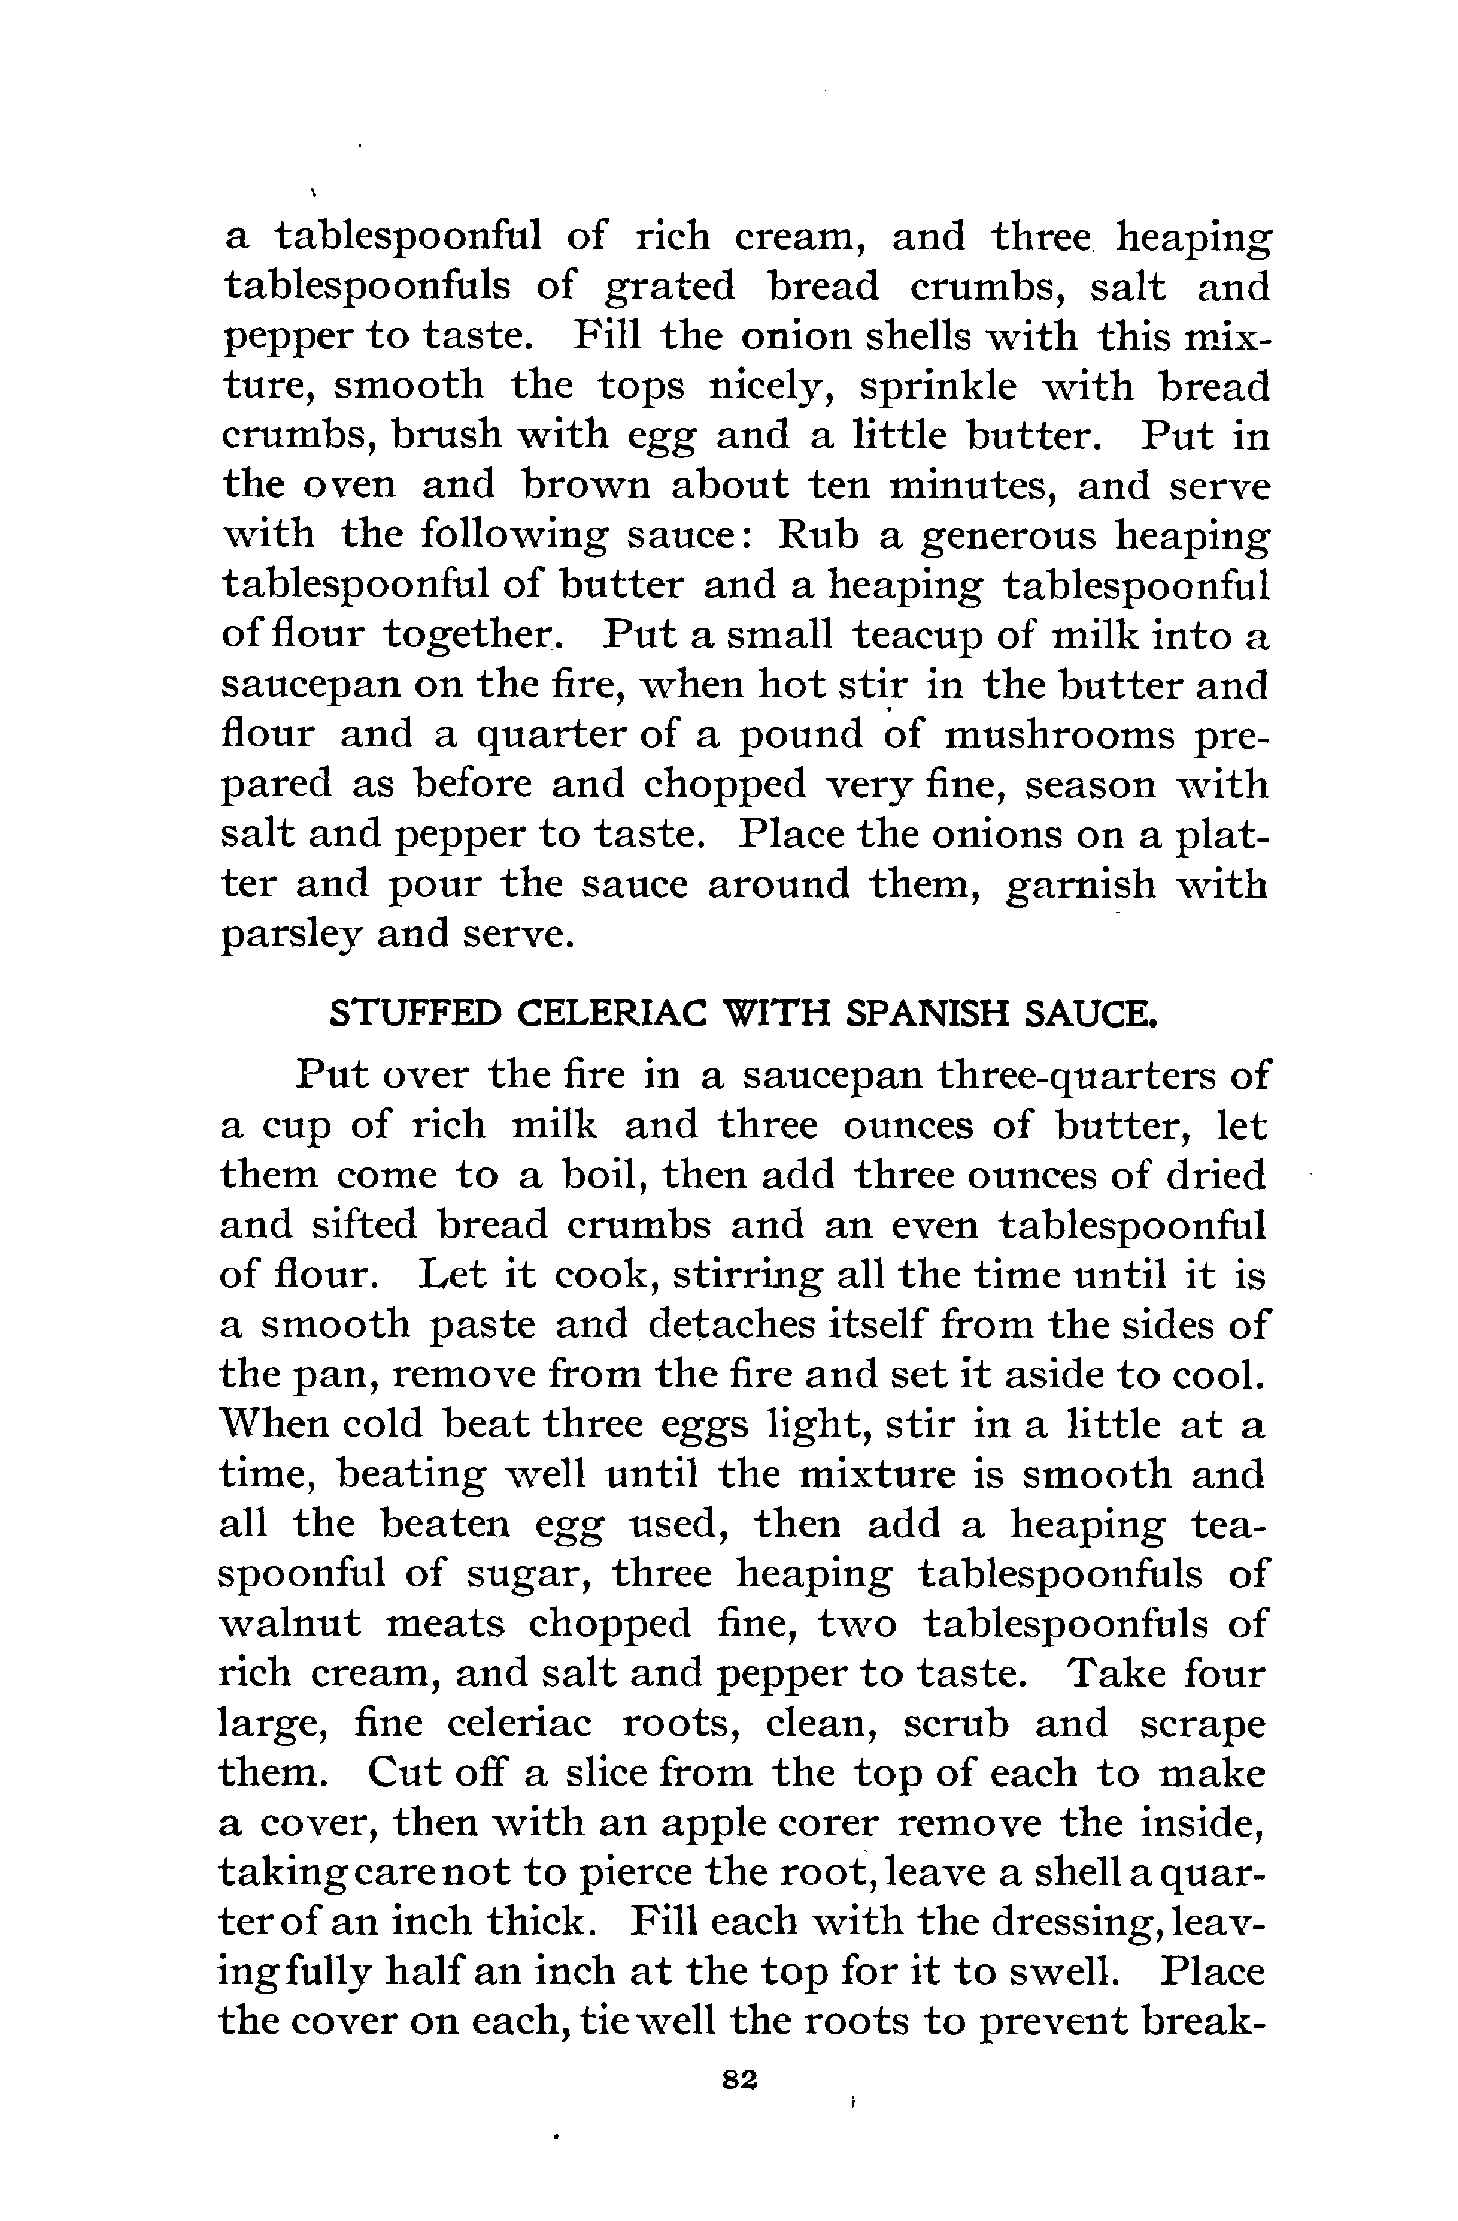 a tablespoonful of rich cream, and three heaping
tablespoonfuls of grated bread crumbs, salt and
pepper to taste. Fill the onion shells with this mix-
ture, smooth the tops nicely, sprinkle with bread
crumbs, brush with egg and a little butter. Put in
the oven and brown about ten minutes, and serve
with the following sauce: Rub a generous heaping
tablespoonful of butter and a heaping tablespoonful
of flour together. Put a small teacup of milk into a
saucepan on the fire, when hot stir in the butter and
flour and a quarter of a pound of mushrooms pre-
pared as before and chopped very fine, season with
salt and pepper to taste. Place the onions on a plat-
ter and pour the sauce around them, garnish with
parsley and serve.
STUFFED CELERIAC WITH SPANISH SAUCE.
Put over the fire in a saucepan three-quarters of
a cup of rich milk and three ounces of butter, let
them come to a boil, then add three ounces of dried
and sifted bread crumbs and an even tablespoonful
of flour. Let it cook, stirring all the time until it is
a smooth paste and detaches itself from the sides of
the pan, remove from the fire and set it aside to cool.
When cold beat three eggs light, stir in a little at a
time, beating well until the mixture is smooth and
all the beaten egg used, then add a heaping tea-
spoonful of sugar, three heaping tablespoonfuls of
walnut meats chopped fine, two tablespoonfuls of
rich cream, and salt and pepper to taste. Take four
large, fine celeriac roots, clean, scrub and scrape
them. Cut off a slice from the top of each to make
a cover, then with an apple corer remove the inside,
taking care not to pierce the root, leave a shell a quar-
ter of an inch thick. Fill each with the dressing, leav-
ing fully half an inch at the top for it to swell. Place
the cover on each, tie well the roots to prevent break-
82